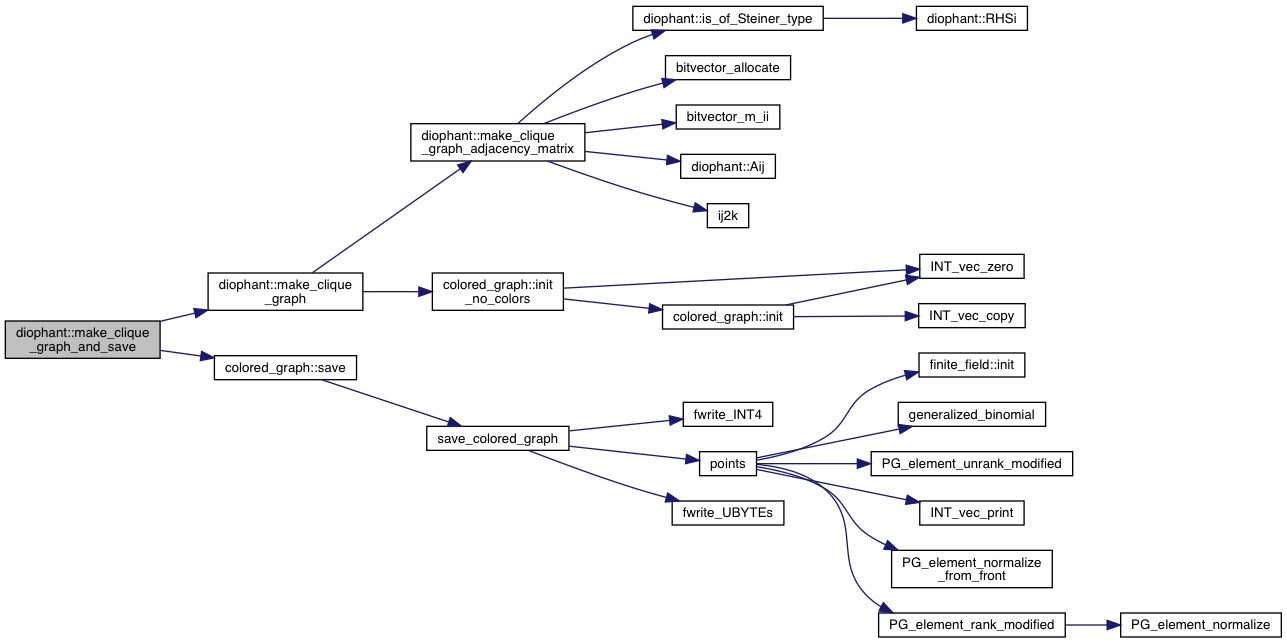 diophant::is_of_Steiner_type
diophant::RHSi
bitvector_allocate
bitvector_m_ii
diophant::make_clique
_graph_adjacency_matrix
diophant::Aij
ij2k
diophant::make_clique
_graph
colored_graph::init
_no_colors
INT_vec_zero
colored_graph::init
INT_vec_copy
diophant::make_clique
_graph_and_save
colored_graph::save
finite_field::init
fwrite_INT4
generalized_binomial
save_colored_graph
points
PG_element_unrank_modified
fwrite_UBYTEs
INT_vec_print
PG_element_normalize
_from_front
PG_element_rank_modified
PG_element_normalize